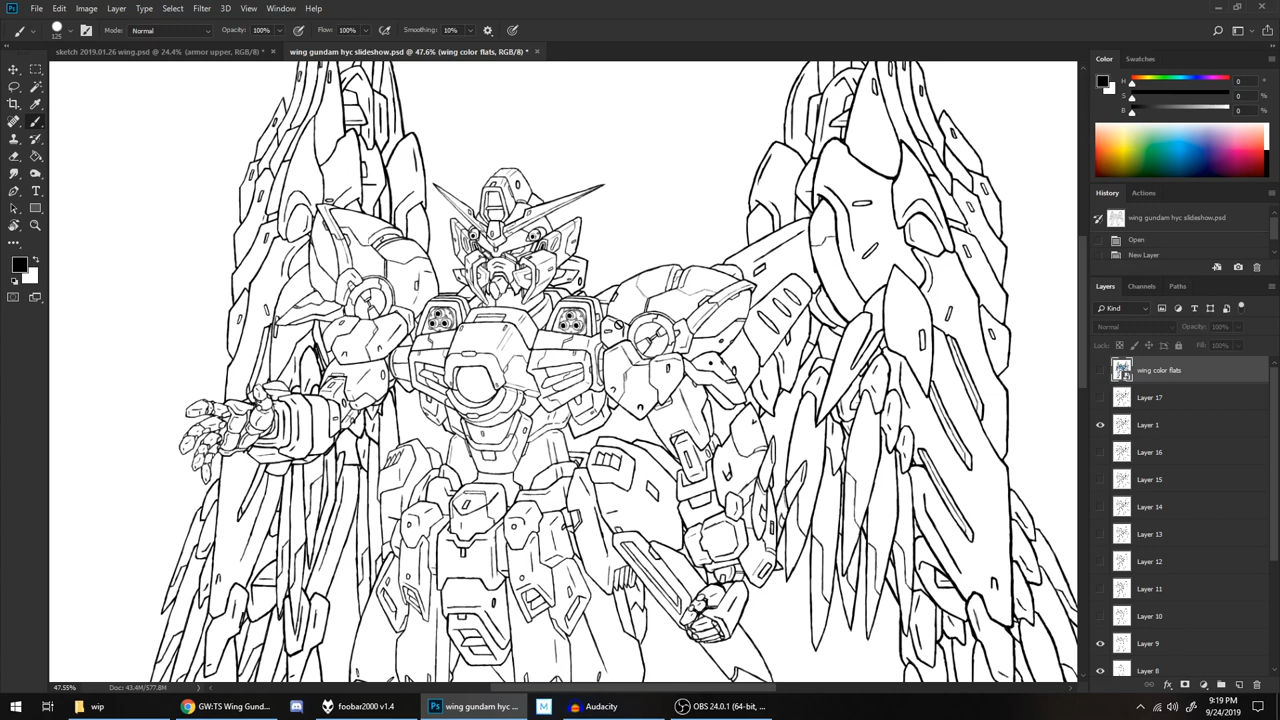 Ps File Edit Image Layer Type Select Filter 3D View Window Help
125 Mode: Normal Opacity: 100% Flow: 100% Smoothing: 10%
sketch 2019.01.26 wing.psd @ 24.4% (armor upper, RGB/8) * × wing gundam hyc slideshow.psd @ 47.6% (wing color flats, RGB/8) * ×
Color Swatches
H 0 °
S 0 %
B 0 %
History Actions
wing gundam hyc slideshow.psd
Open
New Layer
Layers Channels Paths
Kind
Normal Opacity: 100%
Lock: Fill: 100%
wing color flats
Layer 17
Layer 1
Layer 16
Layer 15
Layer 14
Layer 13
Layer 12
Layer 11
Layer 10
Layer 9
Layer 8
47.55% Doc: 43.4M/577.8M
wip GW:TS Wing Gund... foobar2000 v1.4 Ps wing gundam hyc ... M Audacity OBS 24.0.1 (64-bit, ... 9:19 PM
9/24/2019